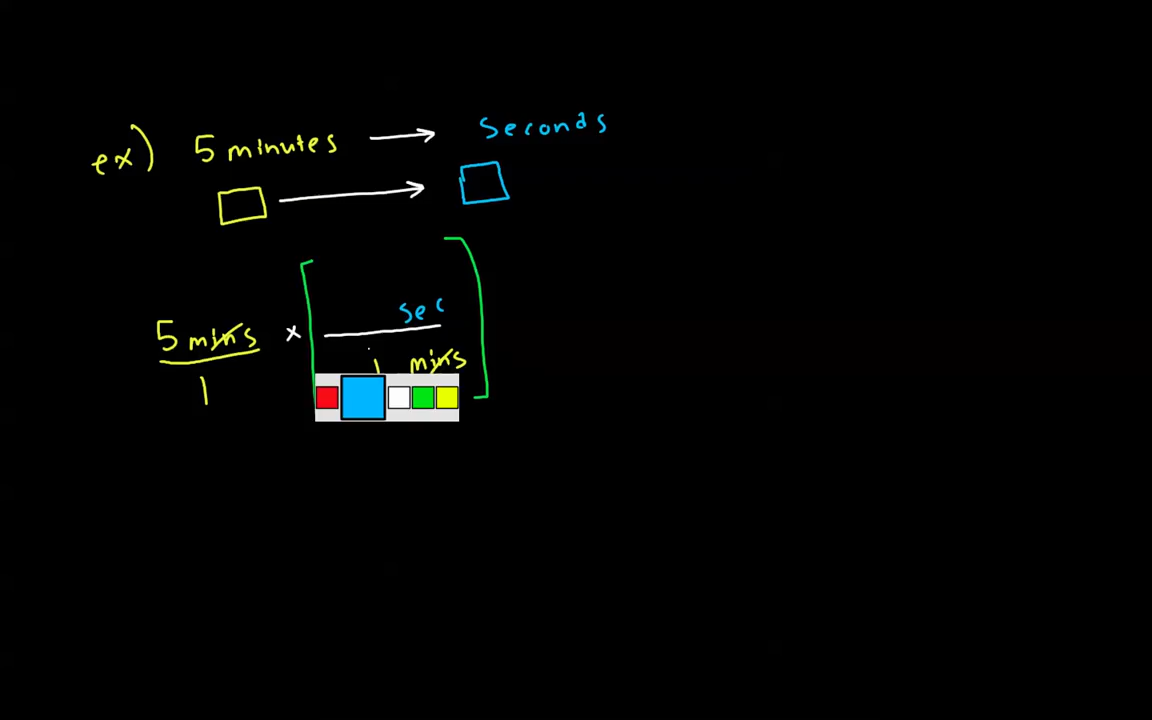 ex) 5 minutes → seconds
5 mins × [ sec ]
1 1 mins